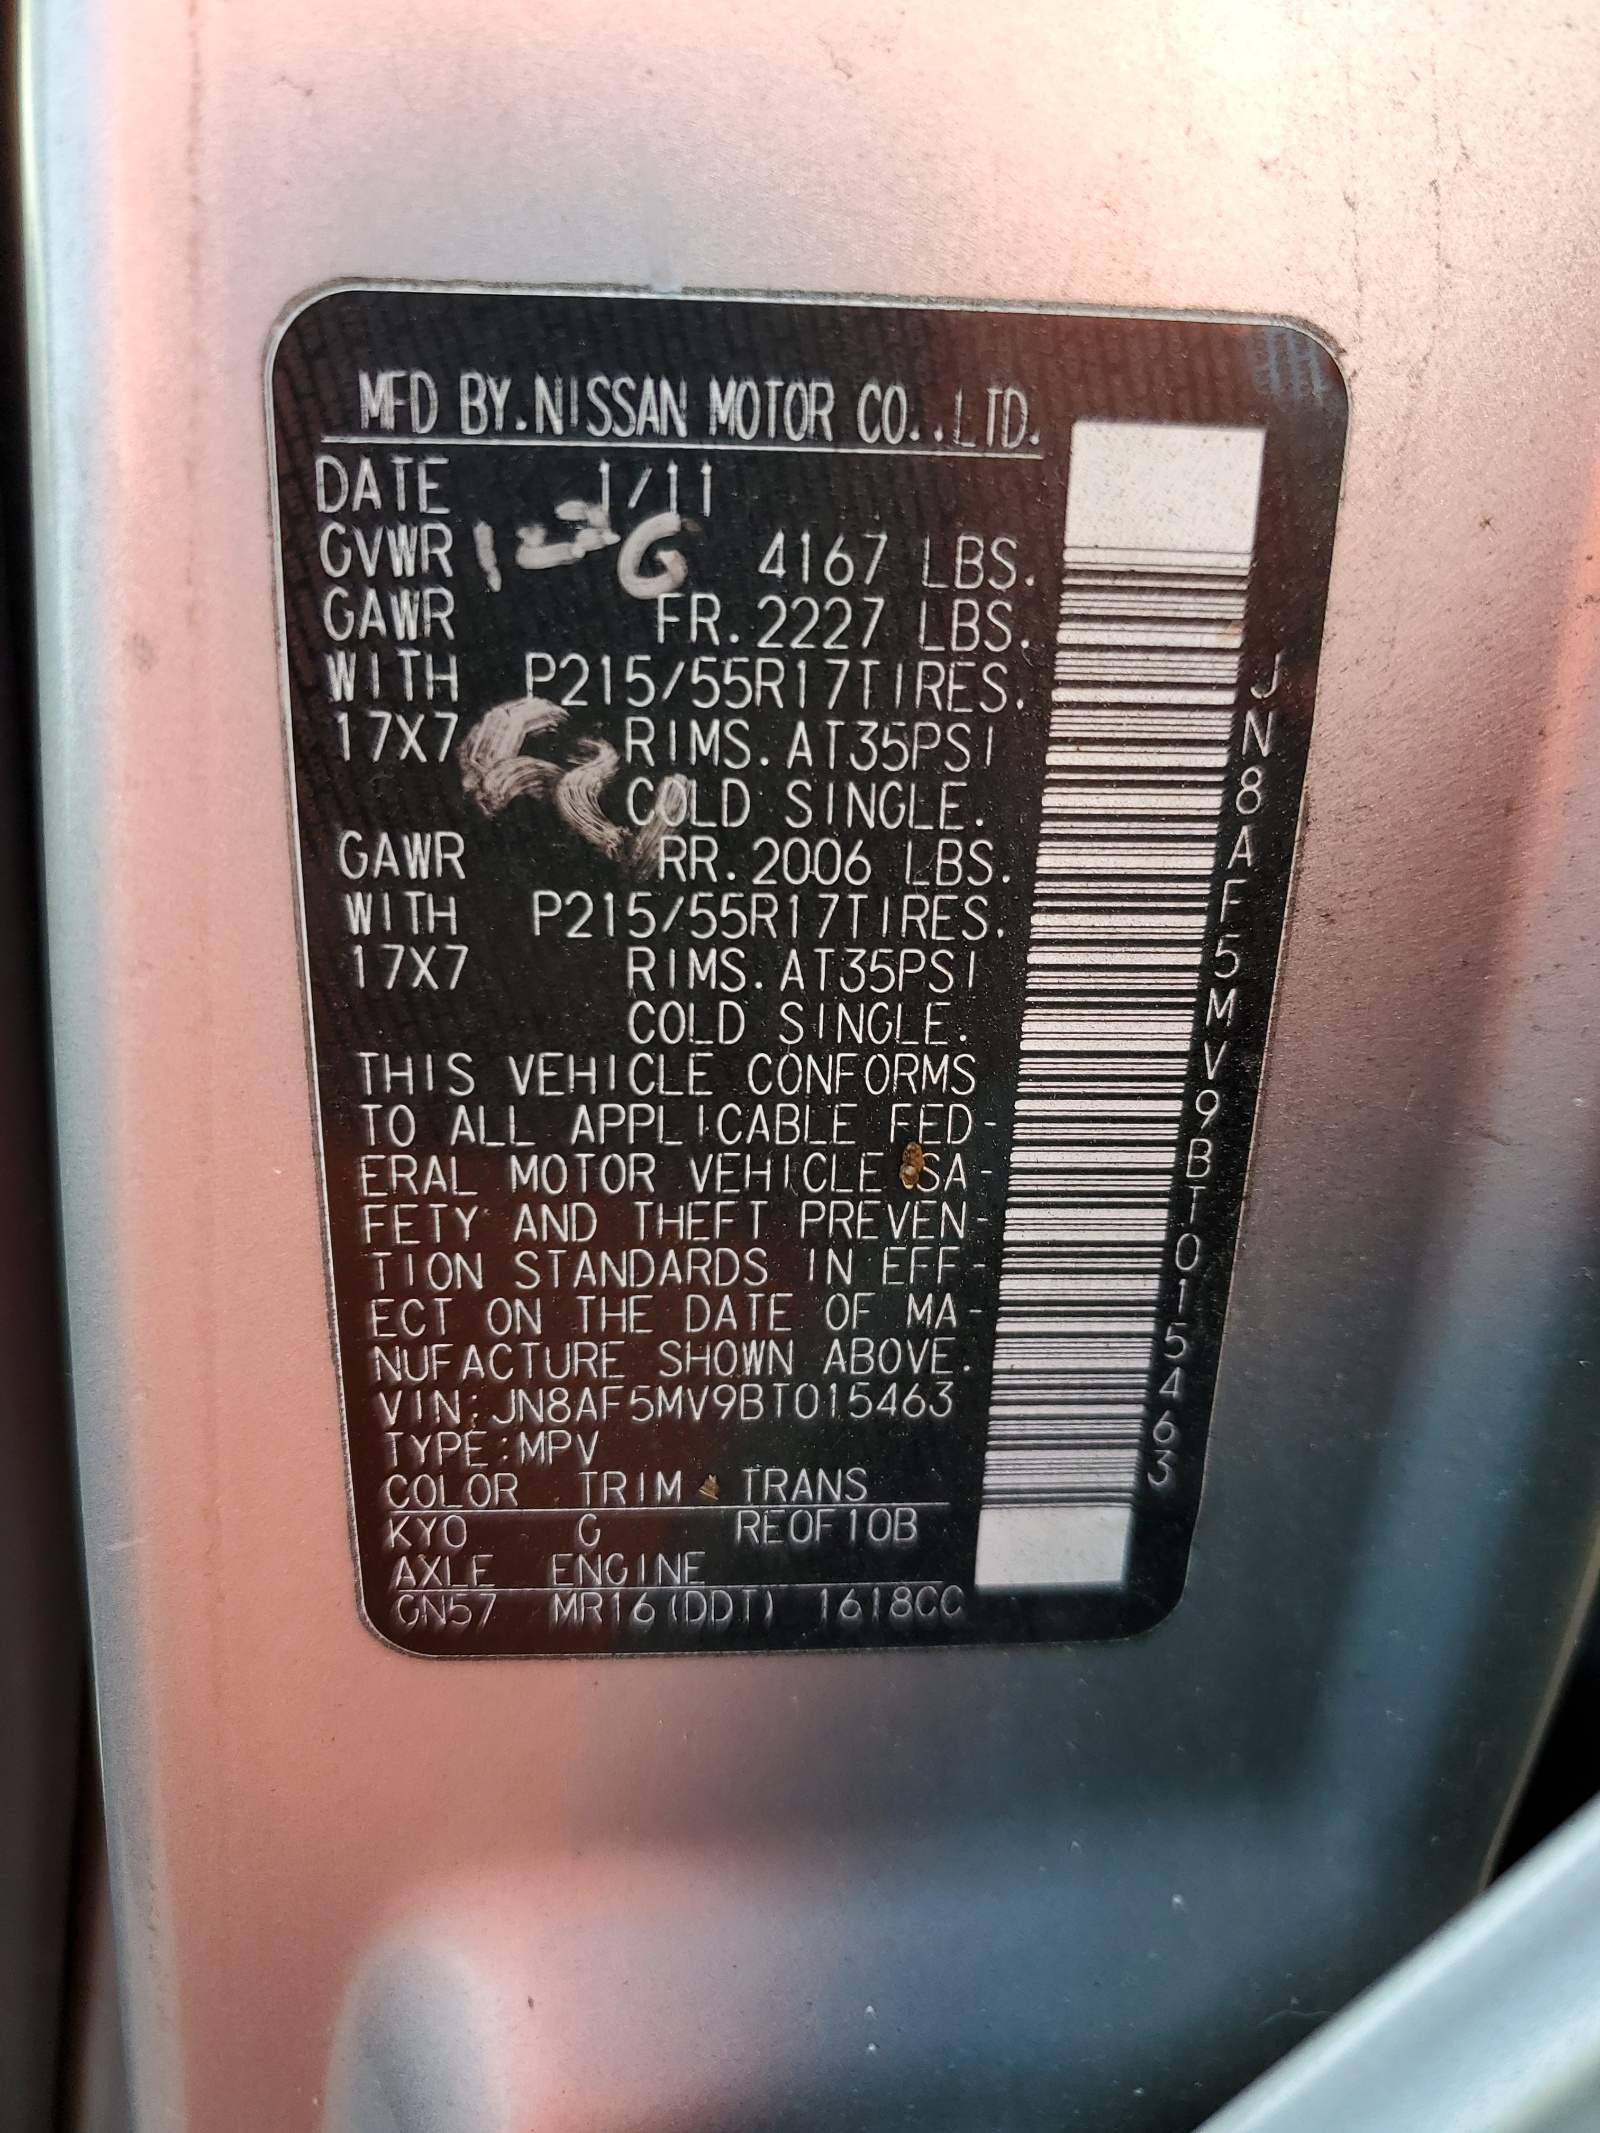 MFD BY.NISSAN MOTOR CO.,LTD.
DATE 1/11
GVWR 4167 LBS.
GAWR FR.2227 LBS.
WITH P215/55R17TIRES.
17X7 RIMS.AT35PSI
COLD SINGLE.
GAWR RR.2006 LBS.
WITH P215/55R17TIRES.
17X7 RIMS.AT35PSI
COLD SINGLE.
THIS VEHICLE CONFORMS
TO ALL APPLICABLE FED-
ERAL MOTOR VEHICLE SA-
FETY AND THEFT PREVEN-
TION STANDARDS IN EFF-
ECT ON THE DATE OF MA-
NUFACTURE SHOWN ABOVE.
VIN:JN8AF5MV9BT015463
TYPE:MPV
COLOR TRIM TRANS
KY0 G RE0F10B
AXLE ENGINE
GN57 MR16(DDT) 1618CC
JN8AF5MV9BT015463